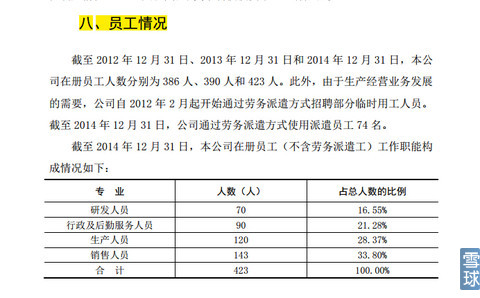 八、员工情况
截至 2012 年 12 月 31 日、2013 年 12 月 31 日和 2014 年 12 月 31 日，本公
司在册员工人数分别为 386 人、390 人和 423 人。此外，由于生产经营业务发展
的需要，公司自 2012 年 2 月起开始通过劳务派遣方式招聘部分临时用工人员。
截至 2014 年 12 月 31 日，公司通过劳务派遣方式使用派遣员工 74 名。
截至 2014 年 12 月 31 日，本公司在册员工（不含劳务派遣工）工作职能构
成情况如下：
专 业 人数（人） 占总人数的比例
研发人员 70 16.55%
行政及后勤服务人员 90 21.28%
生产人员 120 28.37%
销售人员 143 33.80%
合 计 423 100.00%
雪球